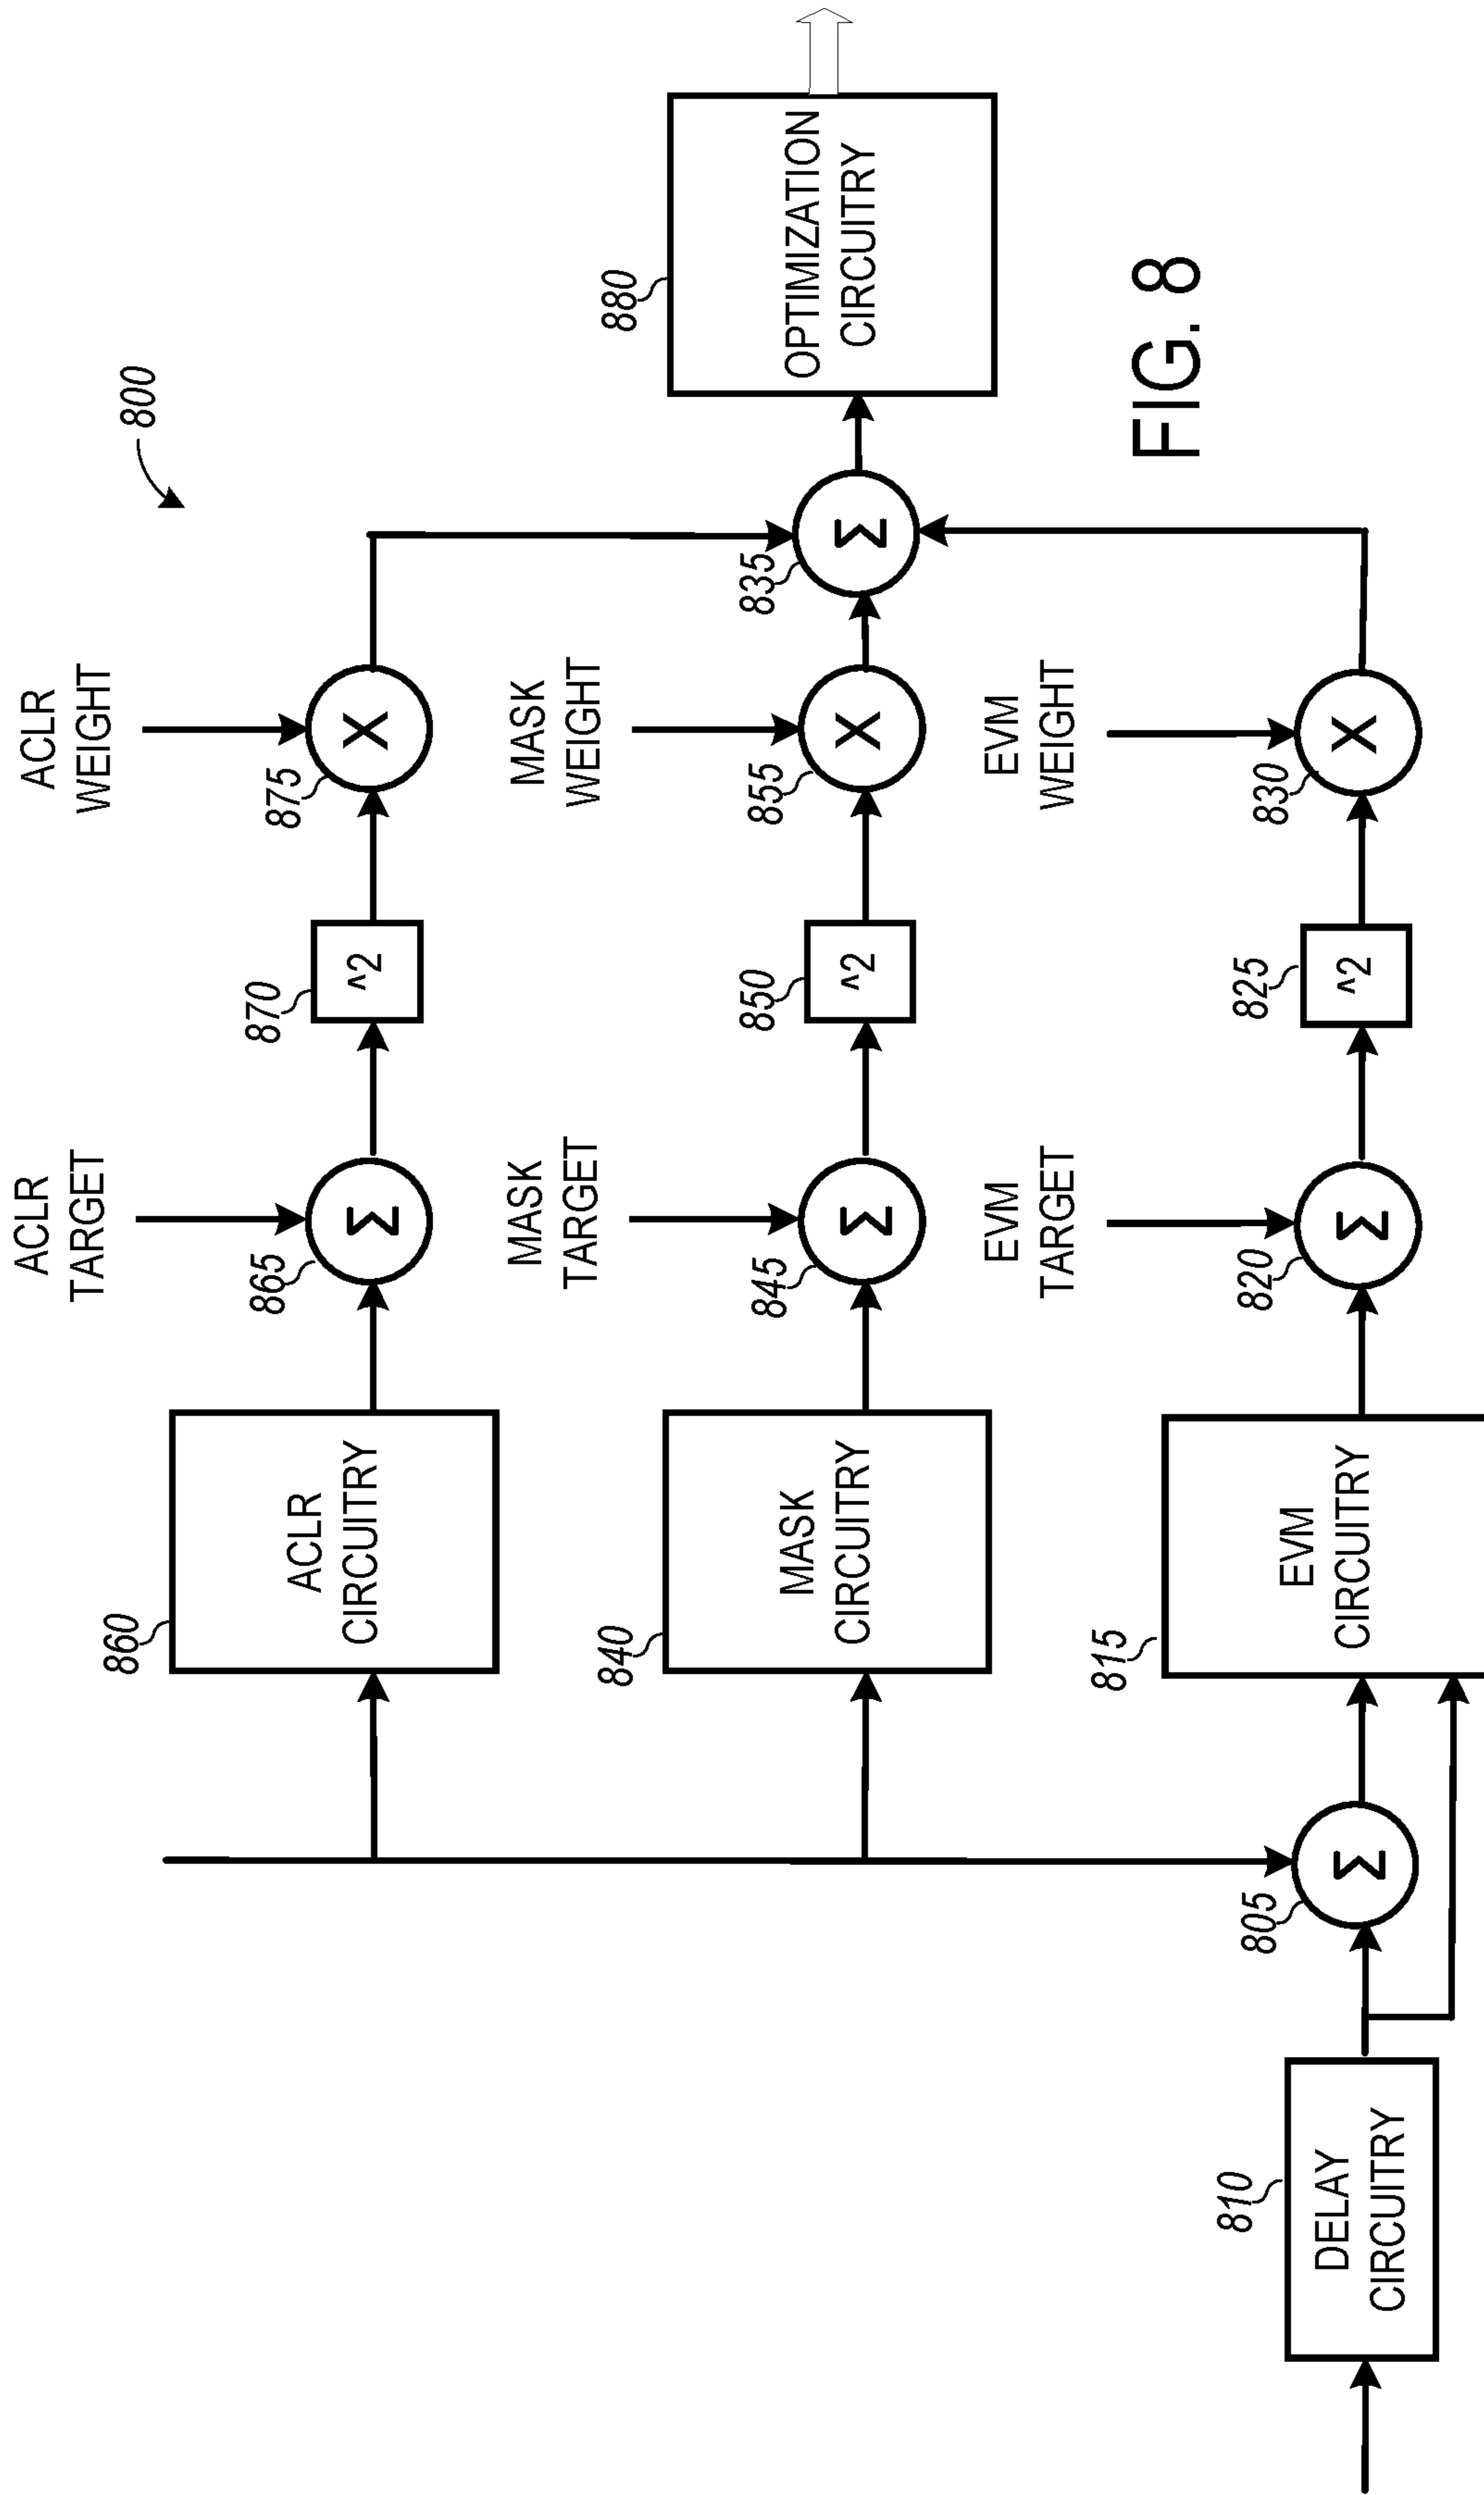 800
ACLR
WEIGHT
ACLR
TARGET
860
ACLR
CIRCUITRY
865
Σ
870
^2
875
X
MASK
WEIGHT
MASK
TARGET
840
MASK
CIRCUITRY
845
Σ
850
^2
855
X
835
Σ
880
OPTIMIZATION
CIRCUITRY
EVM
WEIGHT
EVM
TARGET
810
DELAY
CIRCUITRY
805
Σ
815
EVM
CIRCUITRY
820
Σ
825
^2
830
X
FIG. 8